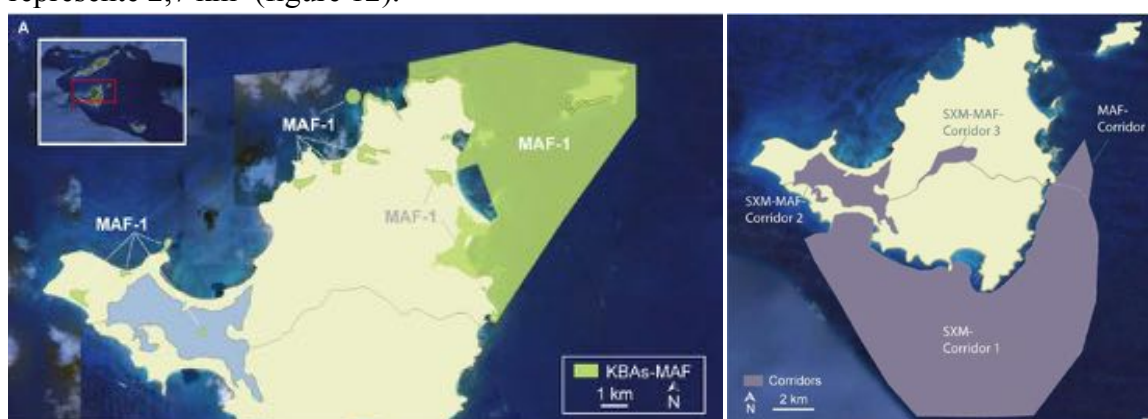 représente 2,7 km² (figure 12).
A
MAF-1
MAF-1
MAF-1
MAF-1
KBAs-MAF
1 km
N
SXM-MAF-
Corridor 3
MAF-
Corridor
SXM-MAF-
Corridor 2
SXM-
Corridor 1
Corridors
N
2 km